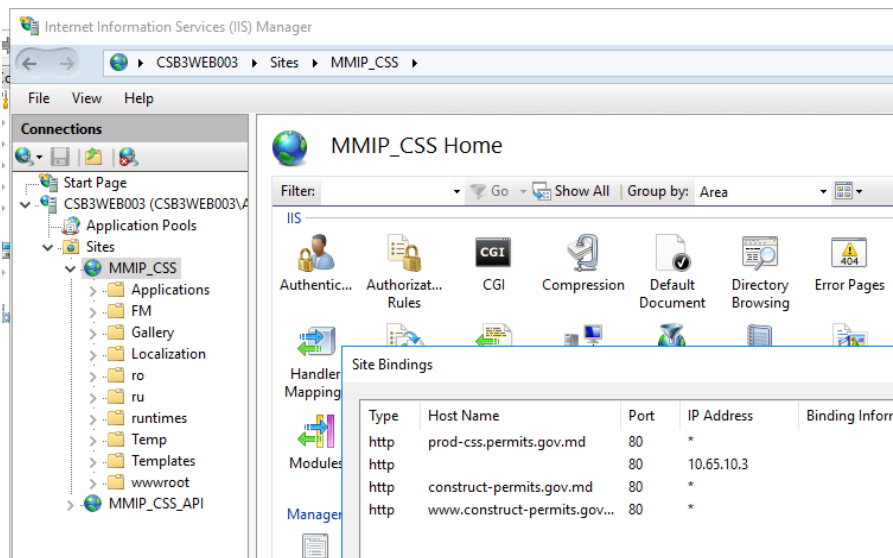 Internet Information Services (IIS) Manager
CSB3WEB003 Sites MMIP_CSS
File View Help
Connections
Start Page
CSB3WEB003 (CSB3WEB003\A
Application Pools
Sites
MMIP_CSS
Applications
FM
Gallery
Localization
ro
ru
runtimes
Temp
Templates
wwwroot
MMIP_CSS_API
MMIP_CSS Home
Filter: Go Show All Group by: Area
IIS
Authentic... Authorizat... Rules CGI Compression Default Document Directory Browsing Error Pages
CGI
404
Handler Mapping
Modules
Manager
Site Bindings
Type Host Name Port IP Address Binding Inforr
http prod-css.permits.gov.md 80 *
http 80 10.65.10.3
http construct-permits.gov.md 80 *
http www.construct-permits.gov... 80 *